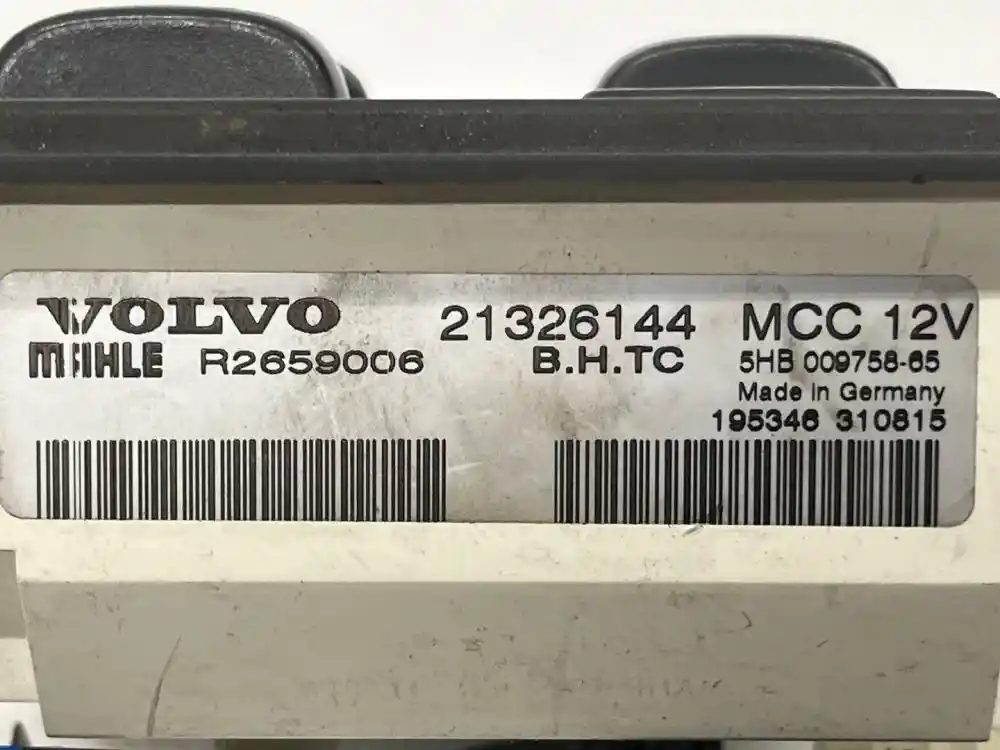 VOLVO 21326144 MCC 12V
MAHLE R2659006 B.H.TC 5HB 009758-65
Made in Germany
195346 310815